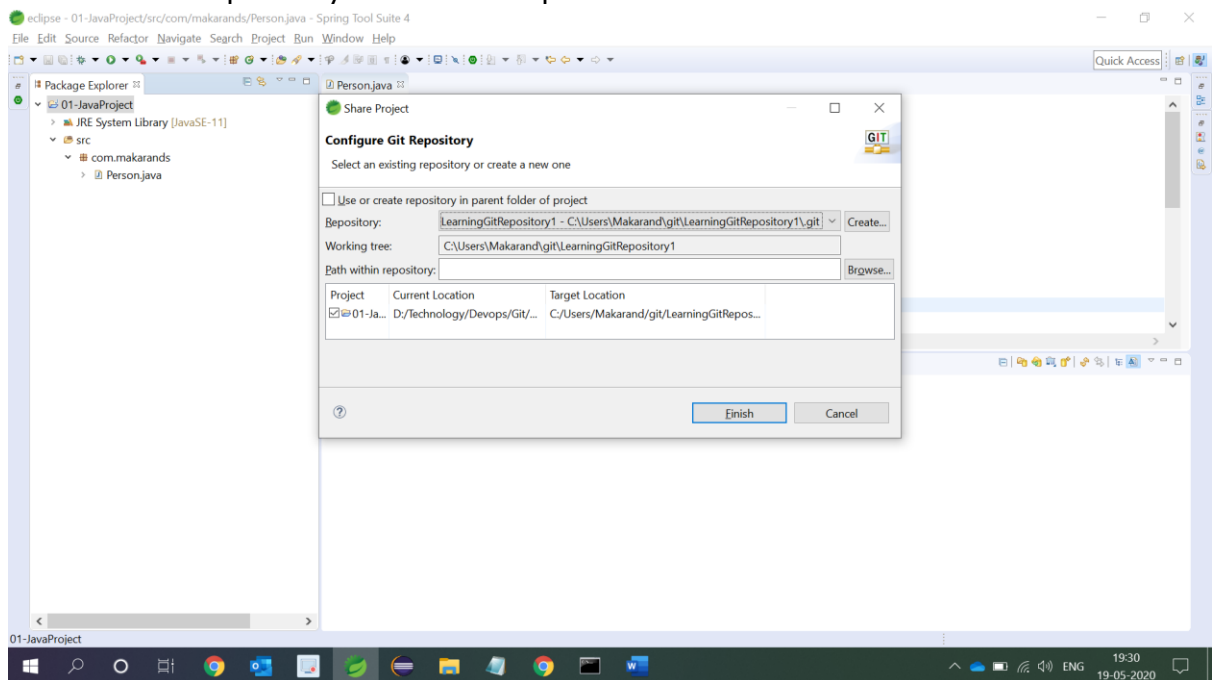 eclipse - 01-JavaProject/src/com/makarands/Person.java - Spring Tool Suite 4
File Edit Source Refactor Navigate Search Project Run Window Help
Quick Access
Package Explorer
Person.java
01-JavaProject
JRE System Library [JavaSE-11]
src
com.makarands
Person.java
Share Project
Configure Git Repository
GIT
Select an existing repository or create a new one
Use or create repository in parent folder of project
Repository: LearningGitRepository1 - C:\Users\Makarand\git\LearningGitRepository1\.git Create...
Working tree: C:\Users\Makarand\git\LearningGitRepository1
Path within repository: Browse...
Project Current Location Target Location
01-Ja... D:/Technology/Devops/Git/... C:/Users/Makarand/git/LearningGitRepos...
Finish Cancel
01-JavaProject
ENG
19:30
19-05-2020